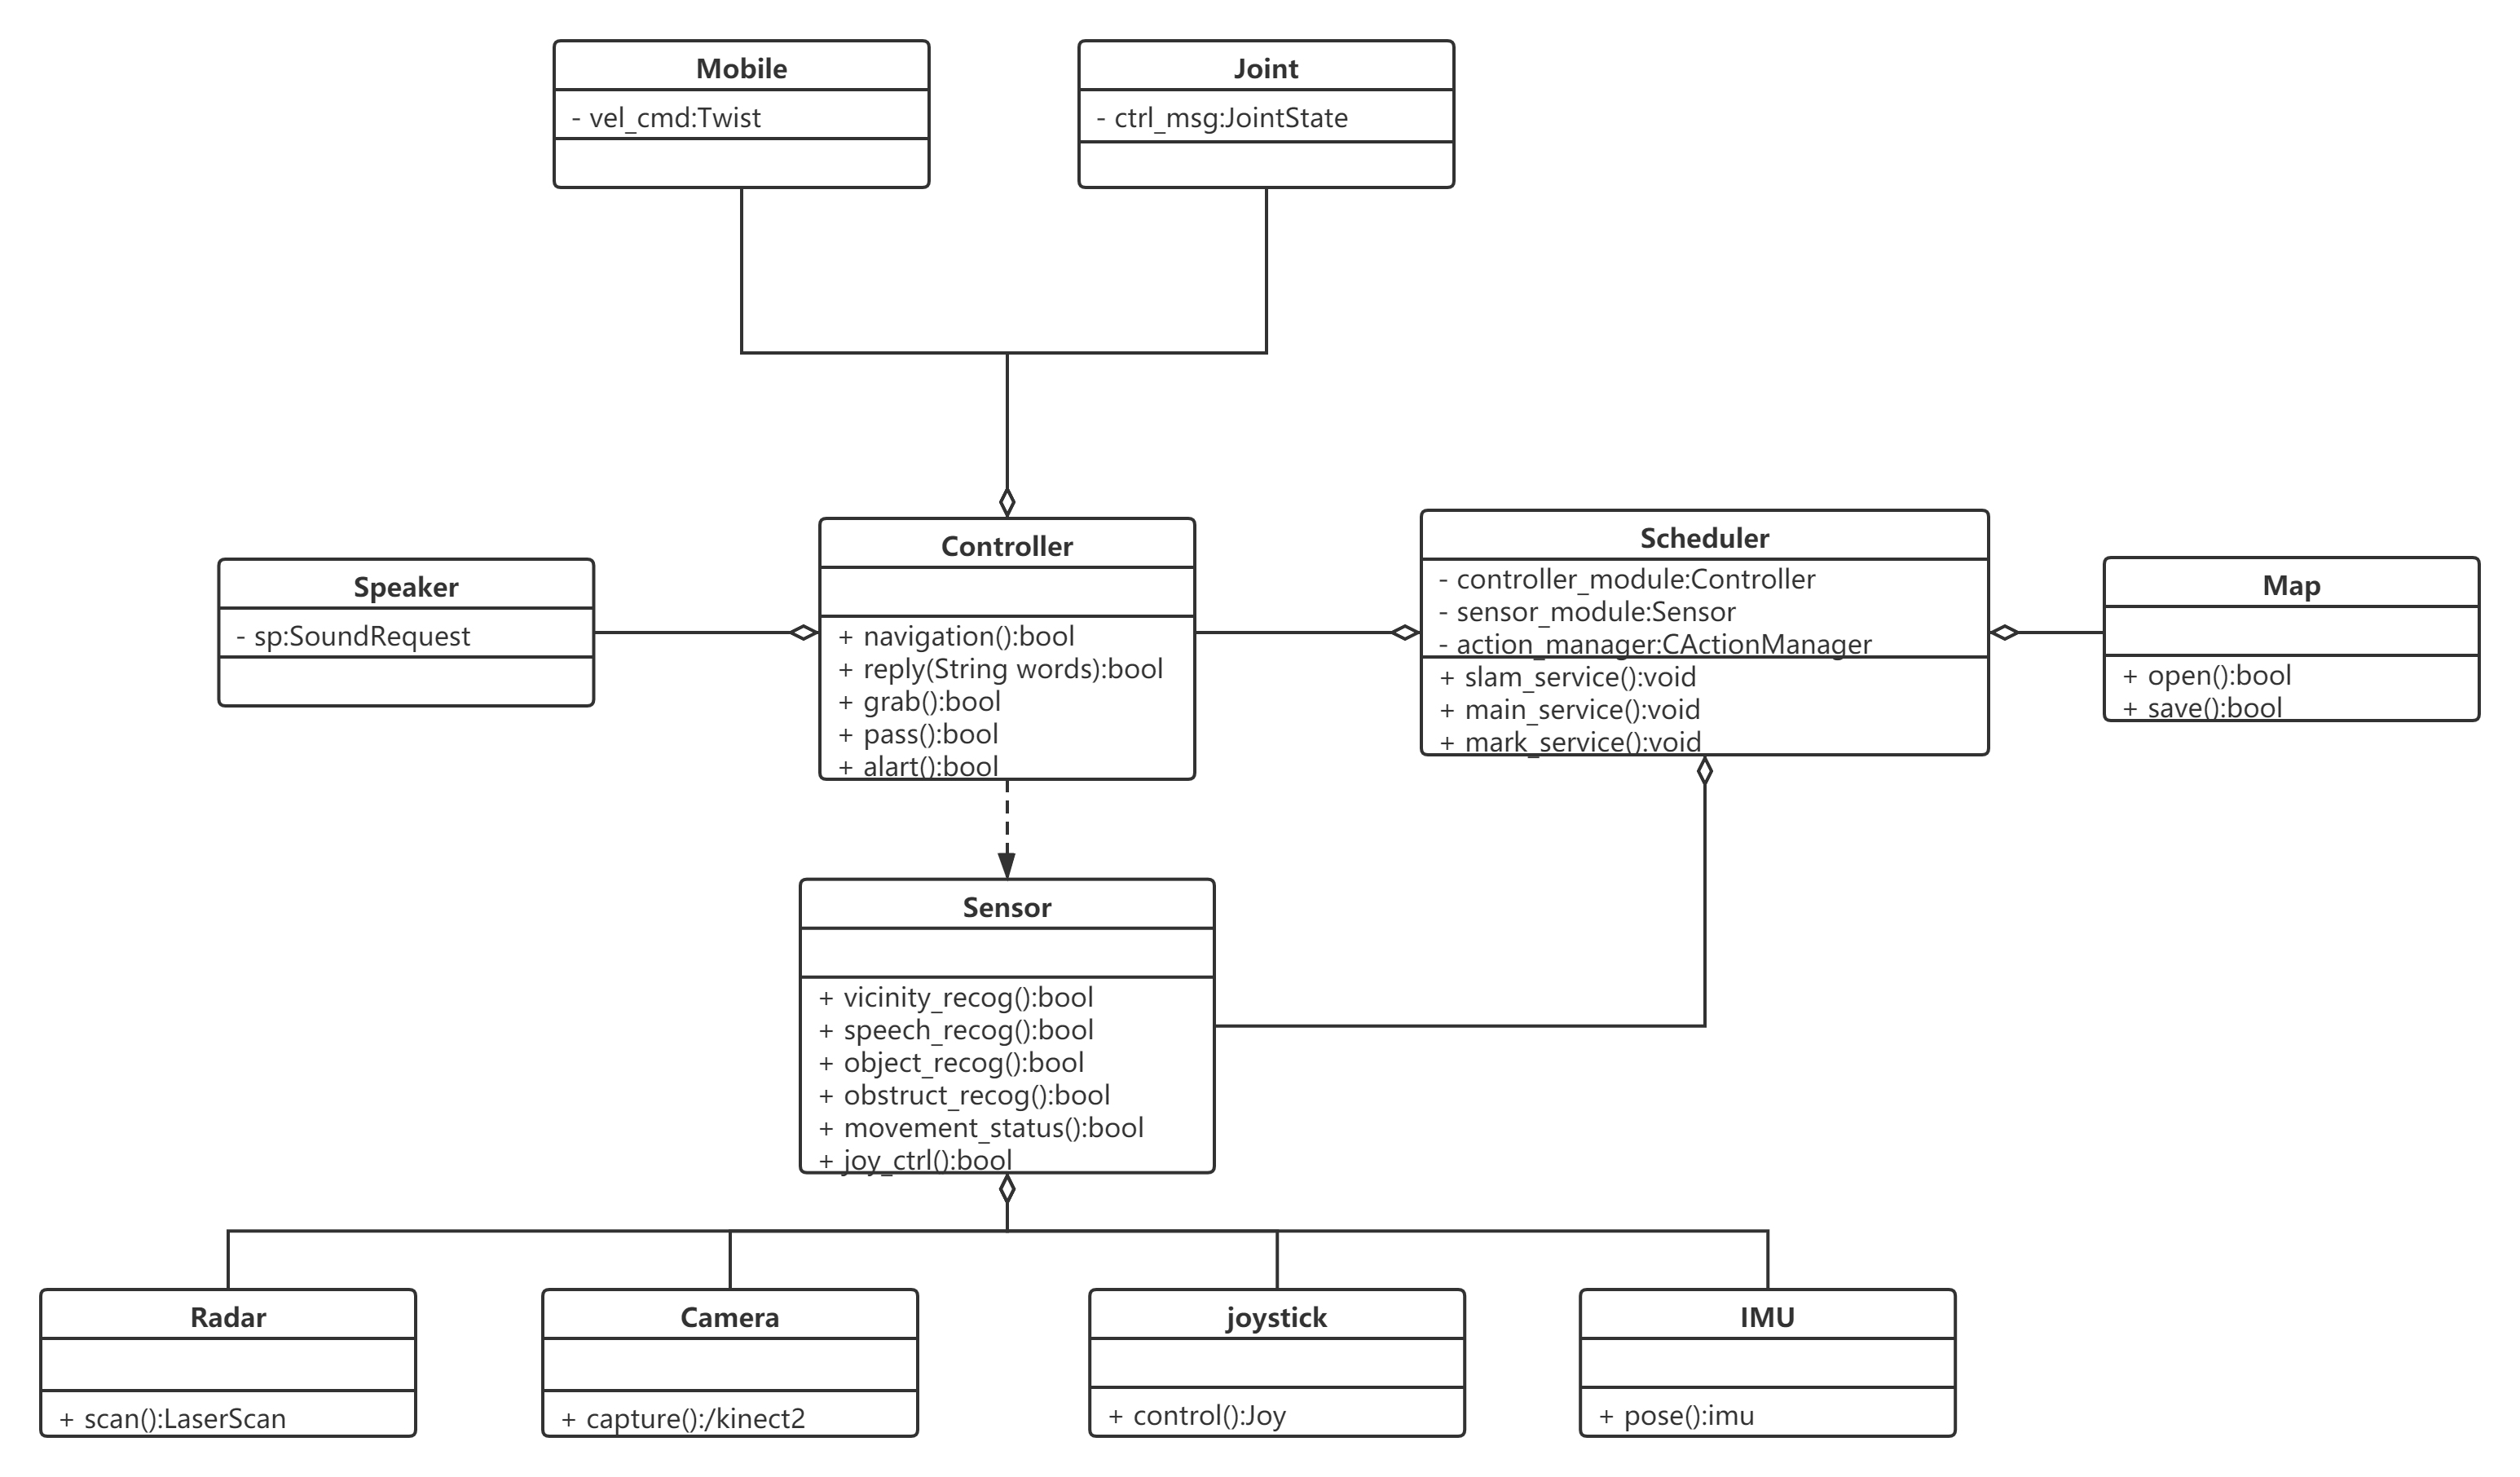 Mobile
- vel_cmd:Twist
Joint
- ctrl_msg:JointState
Speaker
- sp:SoundRequest
Controller
+ navigation():bool
+ reply(String words):bool
+ grab():bool
+ pass():bool
+ alart():bool
Scheduler
- controller_module:Controller
- sensor_module:Sensor
- action_manager:CActionManager
+ slam_service():void
+ main_service():void
+ mark_service():void
Map
+ open():bool
+ save():bool
Sensor
+ vicinity_recog():bool
+ speech_recog():bool
+ object_recog():bool
+ obstruct_recog():bool
+ movement_status():bool
+ joy_ctrl():bool
Radar
+ scan():LaserScan
Camera
+ capture():/kinect2
joystick
+ control():Joy
IMU
+ pose():imu